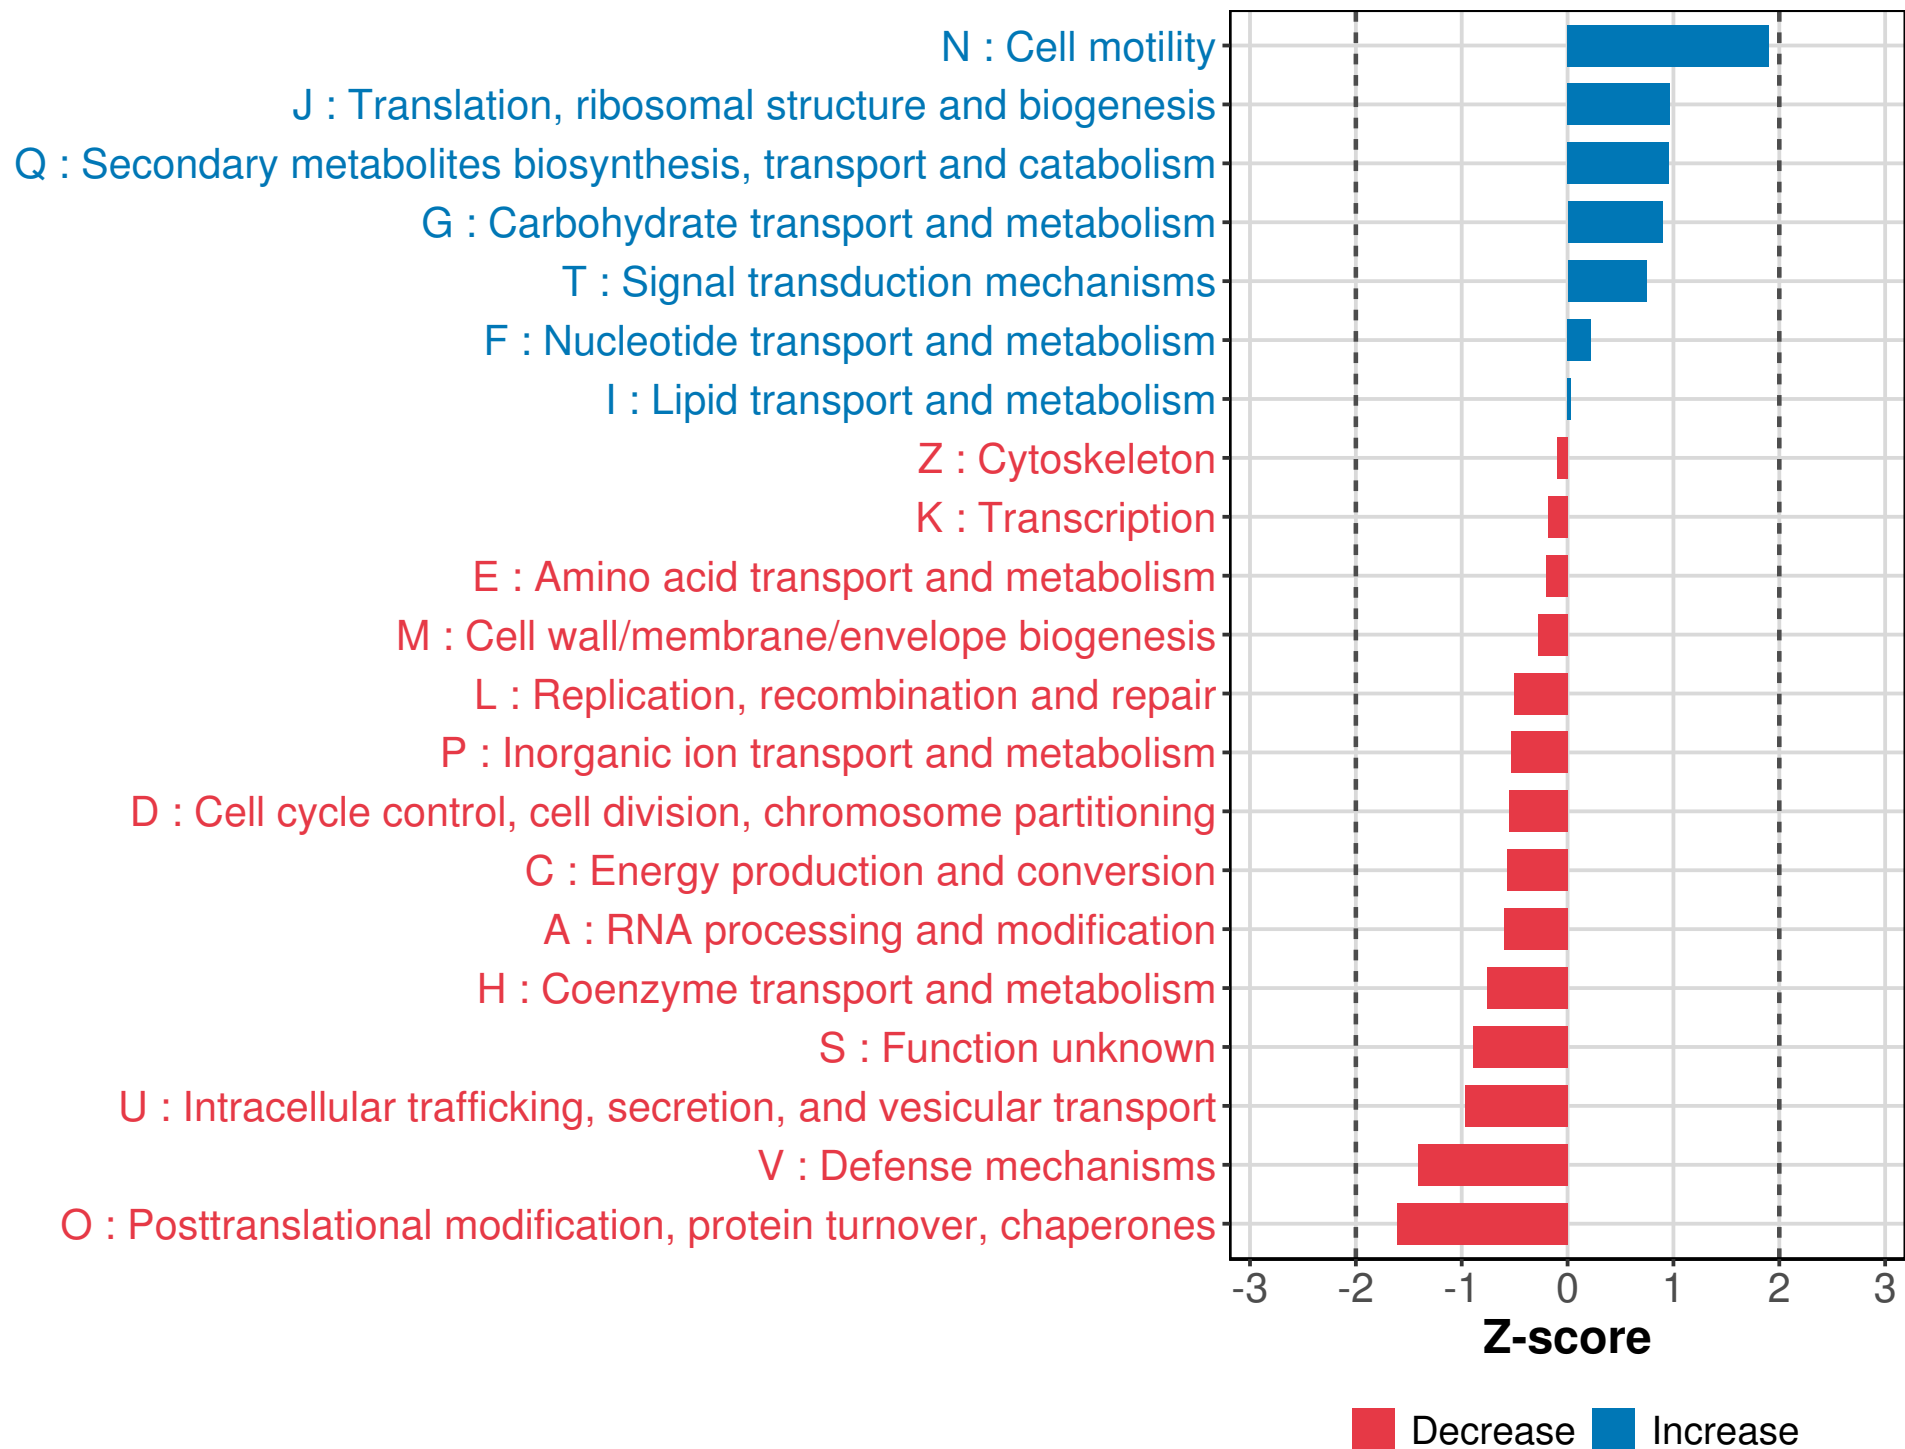 N : Cell motility
J : Translation, ribosomal structure and biogenesis
Q : Secondary metabolites biosynthesis, transport and catabolism
G : Carbohydrate transport and metabolism
T : Signal transduction mechanisms
F : Nucleotide transport and metabolism
I : Lipid transport and metabolism
Z : Cytoskeleton
K : Transcription
E : Amino acid transport and metabolism
M : Cell wall/membrane/envelope biogenesis
L : Replication, recombination and repair
P : Inorganic ion transport and metabolism
D : Cell cycle control, cell division, chromosome partitioning
C : Energy production and conversion
A : RNA processing and modification
H : Coenzyme transport and metabolism
S : Function unknown
U : Intracellular trafficking, secretion, and vesicular transport
V : Defense mechanisms
O : Posttranslational modification, protein turnover, chaperones
-3 -2 -1 0 1 2 3
Z-score
Decrease Increase